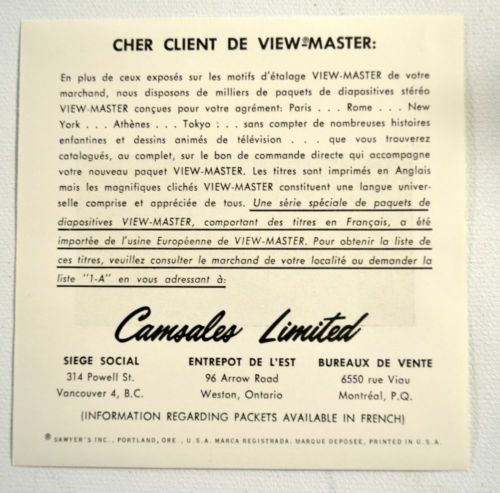 CHER CLIENT DE VIEW-®MASTER:
En plus de ceux exposés sur les motifs d'étalage VIEW-MASTER de votre
marchand, nous disposons de milliers de paquets de diapositives stéréo
VIEW-MASTER conçues pour votre agrément: Paris . . . Rome . . . New
York . . . Athènes . . . Tokyo : . . sans compter de nombreuses histoires
enfantines et dessins animés de télévision . . . que vous trouverez
catalogués, au complet, sur le bon de commande directe qui accompagne
votre nouveau paquet VIEW-MASTER. Les titres sont imprimés en Anglais
mais les magnifiques clichés VIEW-MASTER constituent une langue univer-
selle comprise et appréciée de tous. Une série spéciale de paquets de
diapositives VIEW-MASTER, comportant des titres en Français, a été
importée de l'usine Européenne de VIEW-MASTER. Pour obtenir la liste de
ces titres, veuillez consulter le marchand de votre localité ou demander la
liste "1-A" en vous adressant à:
Camsales Limited
SIEGE SOCIAL
314 Powell St.
Vancouver 4, B.C.
ENTREPOT DE L'EST
96 Arrow Road
Weston, Ontario
BUREAUX DE VENTE
6550 rue Viau
Montréal, P.Q.
(INFORMATION REGARDING PACKETS AVAILABLE IN FRENCH)
® SAWYER'S INC., PORTLAND, ORE., U.S.A. MARCA REGISTRADA. MARQUE DEPOSEE, PRINTED IN U.S.A.